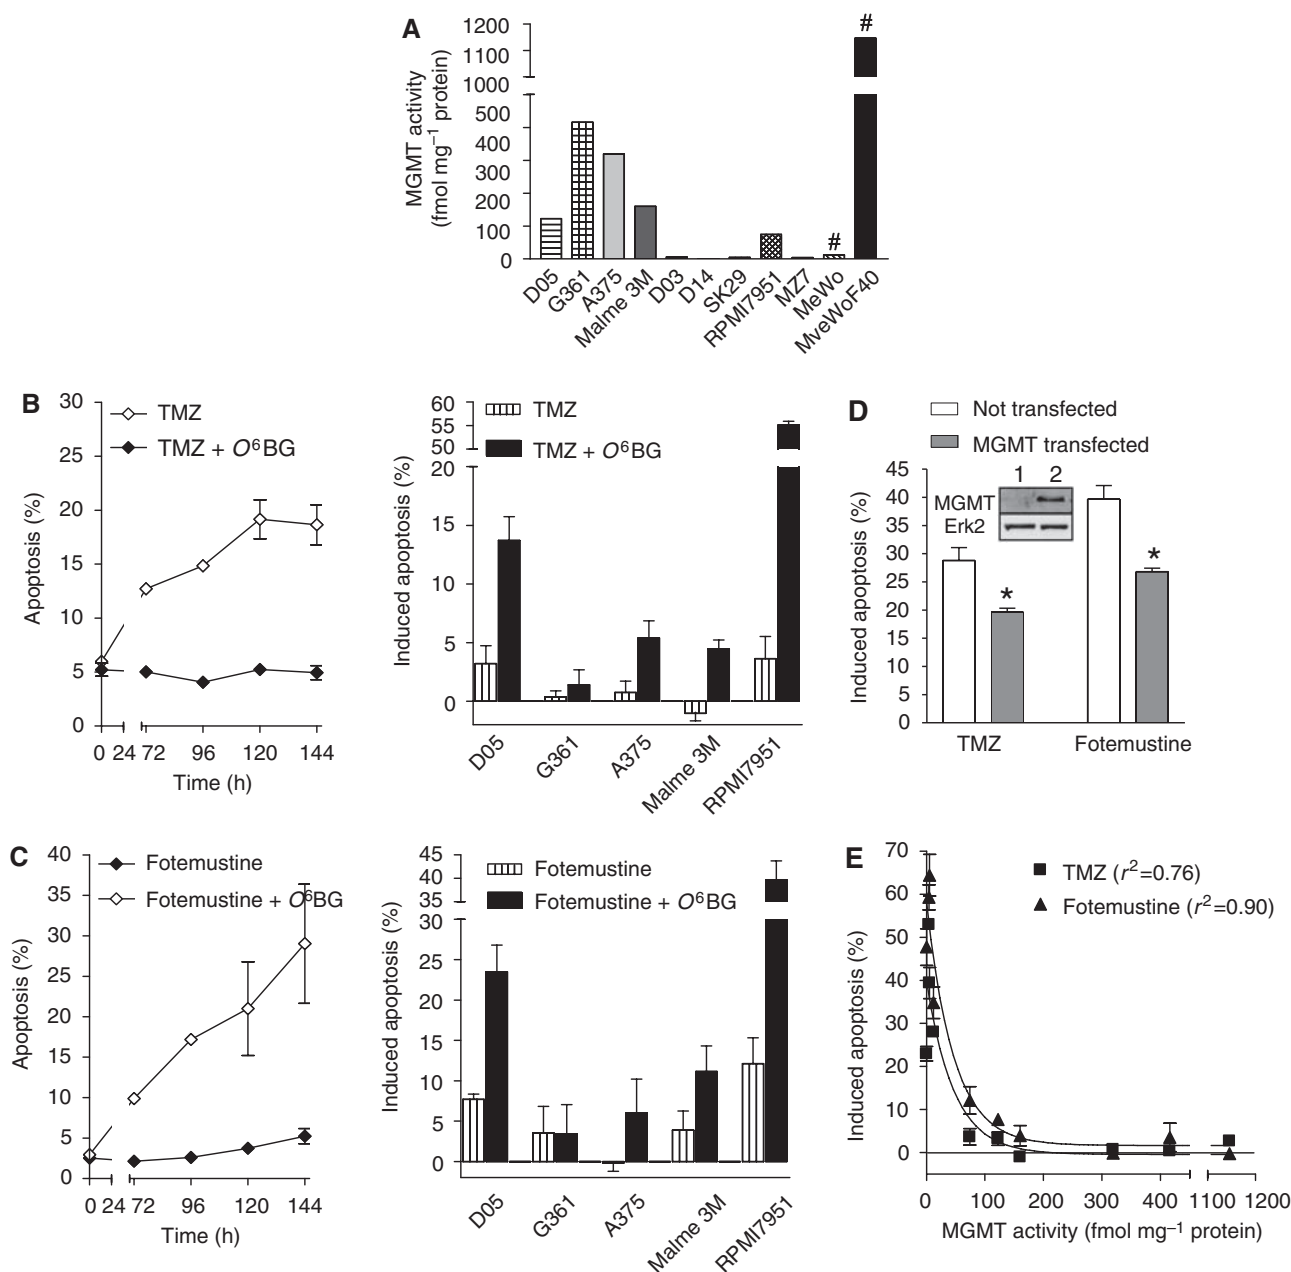 A
MGMT activity
(fmol mg⁻¹ protein)
1200
1100
1000
500
400
300
200
100
0
#
#
D05
G361
A375
Malme 3M
D03
D14
SK29
RPMI7951
MZ7
MeWo
MveWoF40
B
TMZ
TMZ + O⁶BG
Apoptosis (%)
30
25
20
15
10
5
0
0 24 72 96 120 144
Time (h)
TMZ
TMZ + O⁶BG
Induced apoptosis (%)
60
55
50
20
15
10
5
0
D05
G361
A375
Malme 3M
RPMI7951
D
Not transfected
MGMT transfected
Induced apoptosis (%)
45
40
35
30
25
20
15
10
5
0
1 2
MGMT
Erk2
*
*
TMZ
Fotemustine
C
Fotemustine
Fotemustine + O⁶BG
Apoptosis (%)
40
35
30
25
20
15
10
5
0
0 24 72 96 120 144
Time (h)
Fotemustine
Fotemustine + O⁶BG
Induced apoptosis (%)
45
40
35
30
25
20
15
10
5
0
D05
G361
A375
Malme 3M
RPMI7951
E
TMZ (r²=0.76)
Fotemustine (r²=0.90)
Induced apoptosis (%)
70
60
50
40
30
20
10
0
0 100 200 300 400 1100 1200
MGMT activity (fmol mg⁻¹ protein)